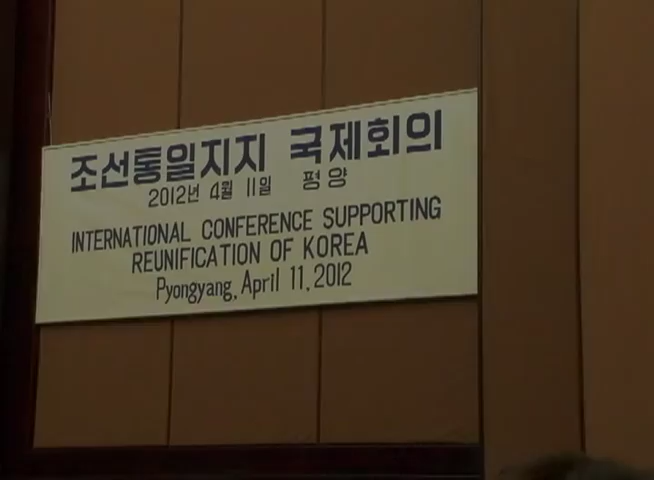 조선통일지지 국제회의
2012년 4월 11일 평양
INTERNATIONAL CONFERENCE SUPPORTING
REUNIFICATION OF KOREA
Pyongyang, April 11, 2012